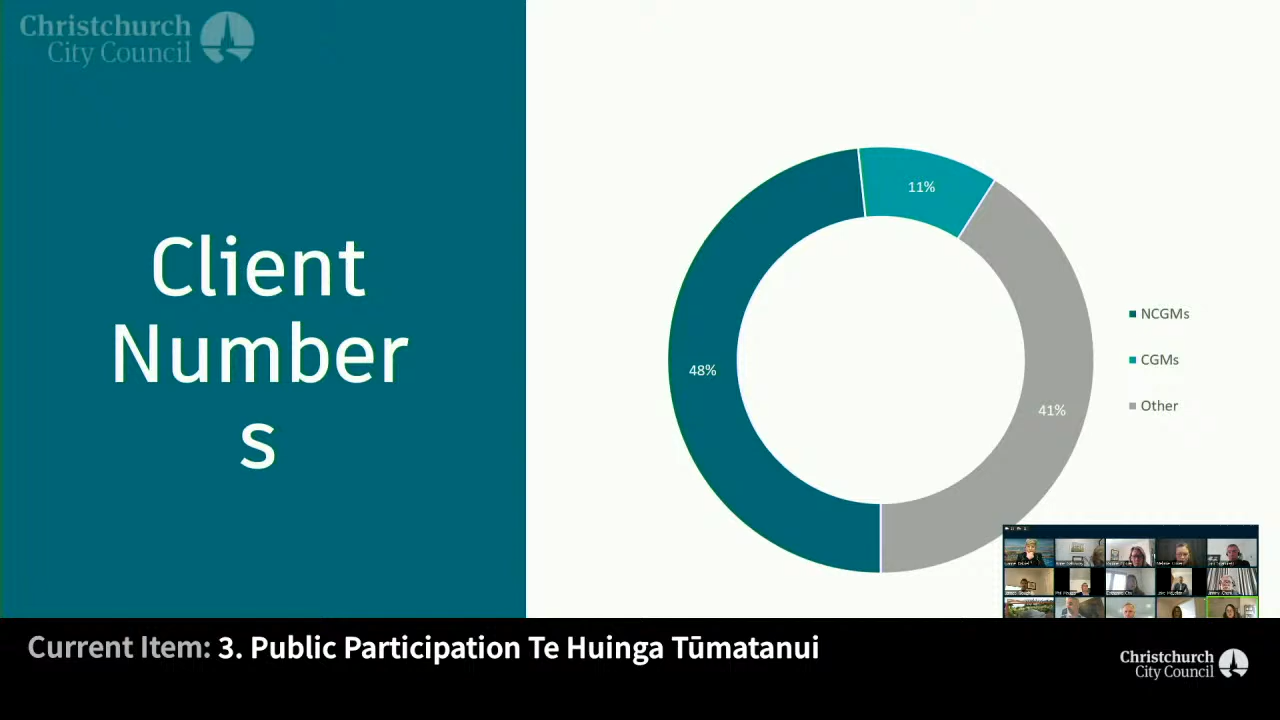 Christchurch
City Council
Client
Number
s
11%
48%
41%
NCGMs
CGMs
Other
Current Item: 3. Public Participation Te Huinga Tūmatanui
Christchurch
City Council